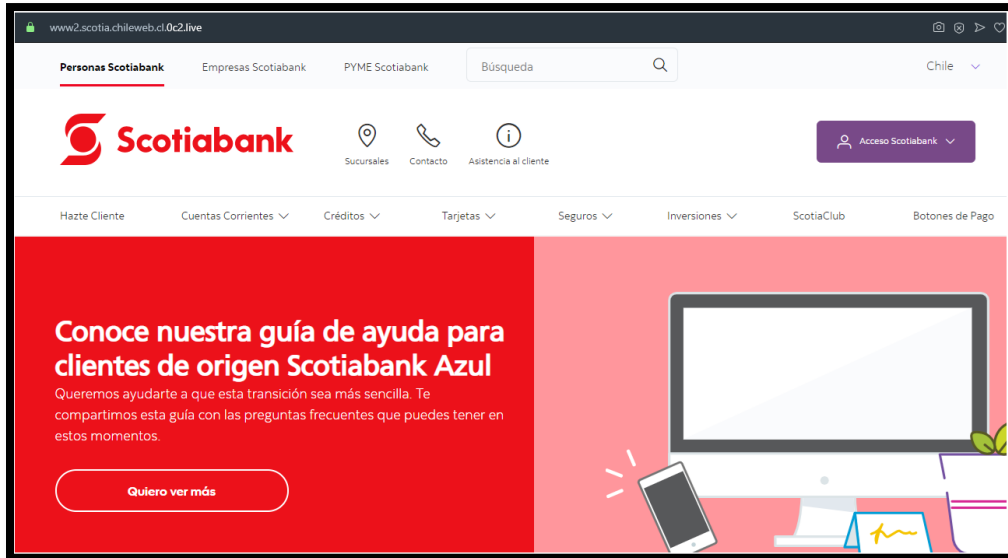 www2.scotia.chileweb.cl.0c2.live
Personas Scotiabank Empresas Scotiabank PYME Scotiabank Búsqueda Chile
Scotiabank
Sucursales Contacto Asistencia al cliente
Acceso Scotiabank
Hazte Cliente Cuentas Corrientes Créditos Tarjetas Seguros Inversiones ScotiaClub Botones de Pago
Conoce nuestra guía de ayuda para
clientes de origen Scotiabank Azul
Queremos ayudarte a que esta transición sea más sencilla. Te
compartimos esta guía con las preguntas frecuentes que puedes tener en
estos momentos.
Quiero ver más